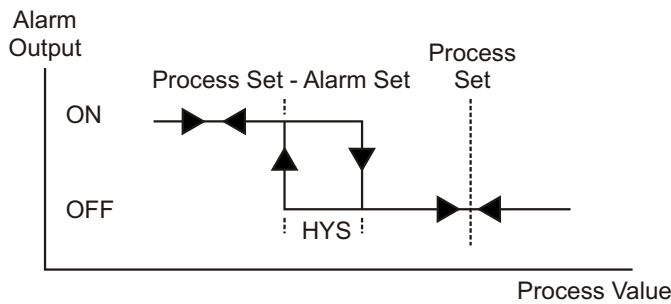 Alarm
Output
Process
Set
Process Set - Alarm Set
ON
OFF
HYS
Process Value